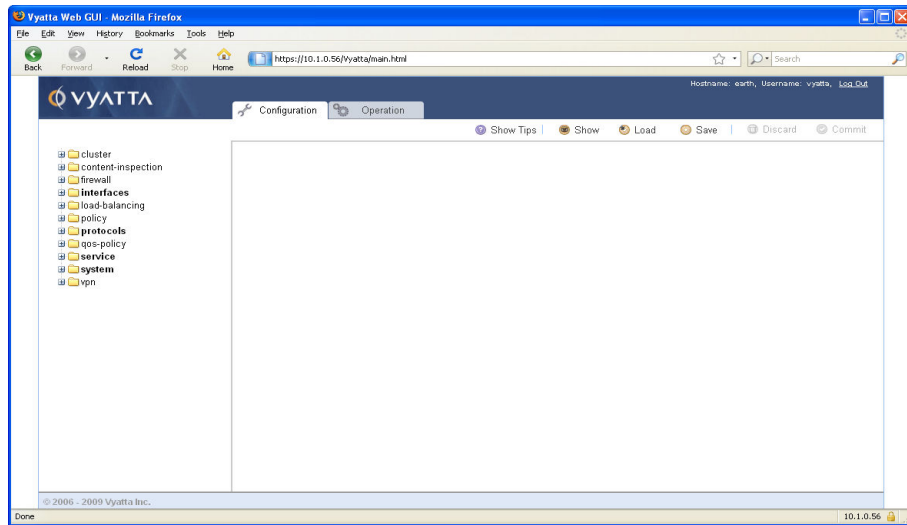 Vyatta Web GUI - Mozilla Firefox
File Edit View History Bookmarks Tools Help
Back Forward Reload Stop Home https://10.1.0.56/Vyatta/main.html Search
VYATTA
Hostname: earth, Username: vyatta, Log Out
Configuration Operation
Show Tips Show Load Save Discard Commit
cluster
content-inspection
firewall
interfaces
load-balancing
policy
protocols
qos-policy
service
system
vpn
© 2006 - 2009 Vyatta Inc.
Done 10.1.0.56